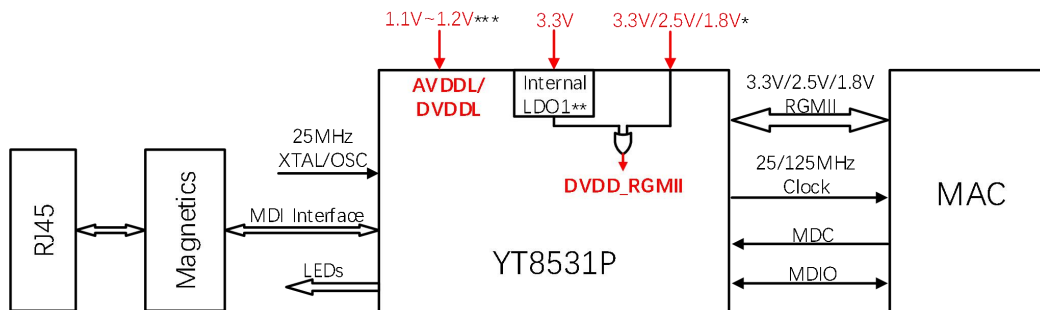 1.1V~1.2V***
3.3V
3.3V/2.5V/1.8V*
AVDDL/
DVDDL
Internal
LDO1**
DVDD_RGMII
3.3V/2.5V/1.8V
RGMII
25MHz
XTAL/OSC
25/125MHz
Clock
RJ45
Magnetics
MDI Interface
LEDs
YT8531P
MDC
MDIO
MAC